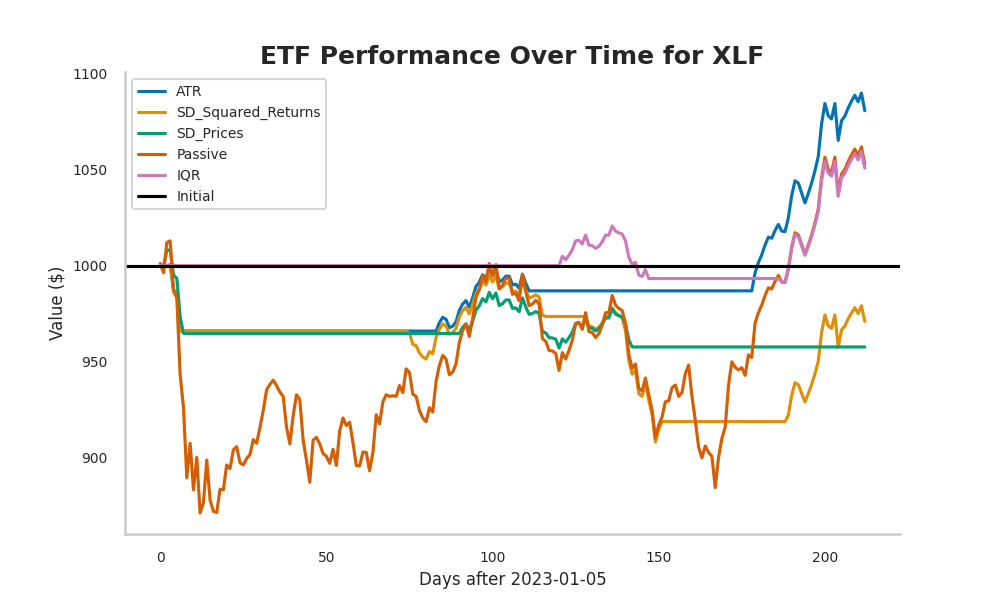 ETF Performance Over Time for XLF
1100
1050
1000
950
900
Value ($)
ATR
SD_Squared_Returns
SD_Prices
Passive
IQR
Initial
0 50 100 150 200
Days after 2023-01-05